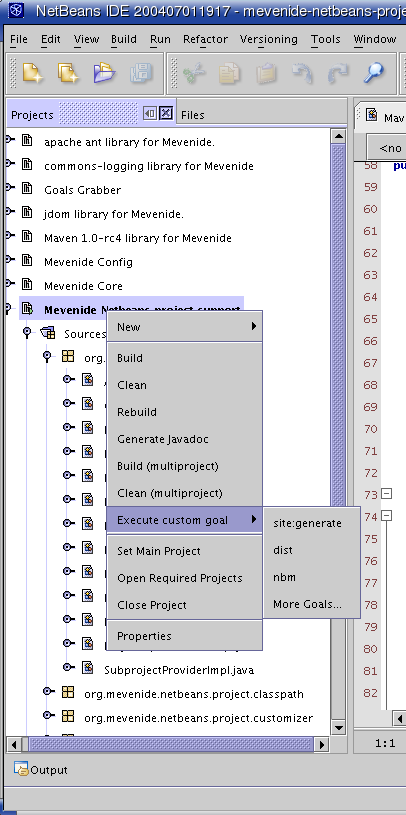 NetBeans IDE 200407011917 - mevenide-netbeans-proje
File Edit View Build Run Refactor Versioning Tools Window
Projects
Files
Mav
<no
apache ant library for Mevenide.
commons-logging library for Mevenide
Goals Grabber
jdom library for Mevenide.
Maven 1.0-rc4 library for Mevenide
Mevenide Config
Mevenide Core
Mevenide Netbeans project support
Sources
org.
New
Build
Clean
Rebuild
Generate Javadoc
Build (multiproject)
Clean (multiproject)
Execute custom goal
Set Main Project
Open Required Projects
Close Project
Properties
site:generate
dist
nbm
More Goals...
SubprojectProviderImpl.java
org.mevenide.netbeans.project.classpath
org.mevenide.netbeans.project.customizer
58 pu
59
60
61
62
63
64
65
66
67
68
69
70
71
72
73
74
75
76
77
78
79
80
81
82
1:1
Output